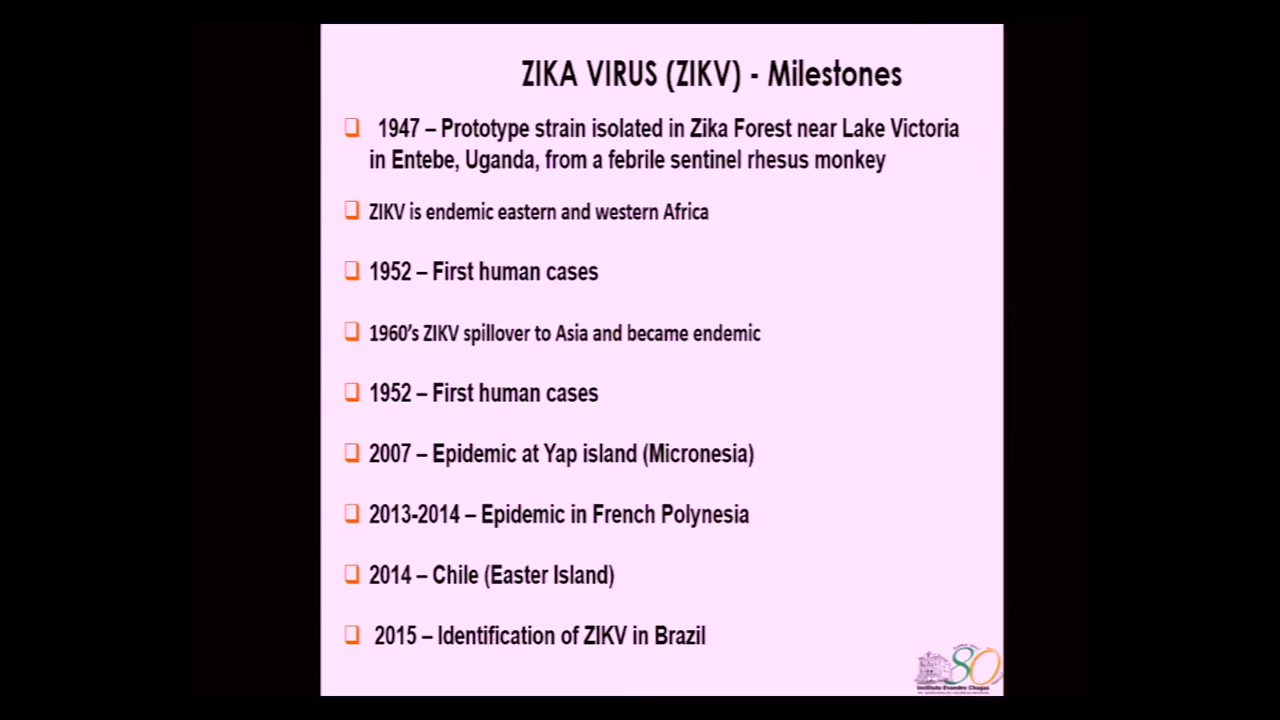 ZIKA VIRUS (ZIKV) - Milestones
1947 – Prototype strain isolated in Zika Forest near Lake Victoria
in Entebe, Uganda, from a febrile sentinel rhesus monkey
ZIKV is endemic eastern and western Africa
1952 – First human cases
1960's ZIKV spillover to Asia and became endemic
1952 – First human cases
2007 – Epidemic at Yap island (Micronesia)
2013-2014 – Epidemic in French Polynesia
2014 – Chile (Easter Island)
2015 – Identification of ZIKV in Brazil
80
Instituto Evandro Chagas